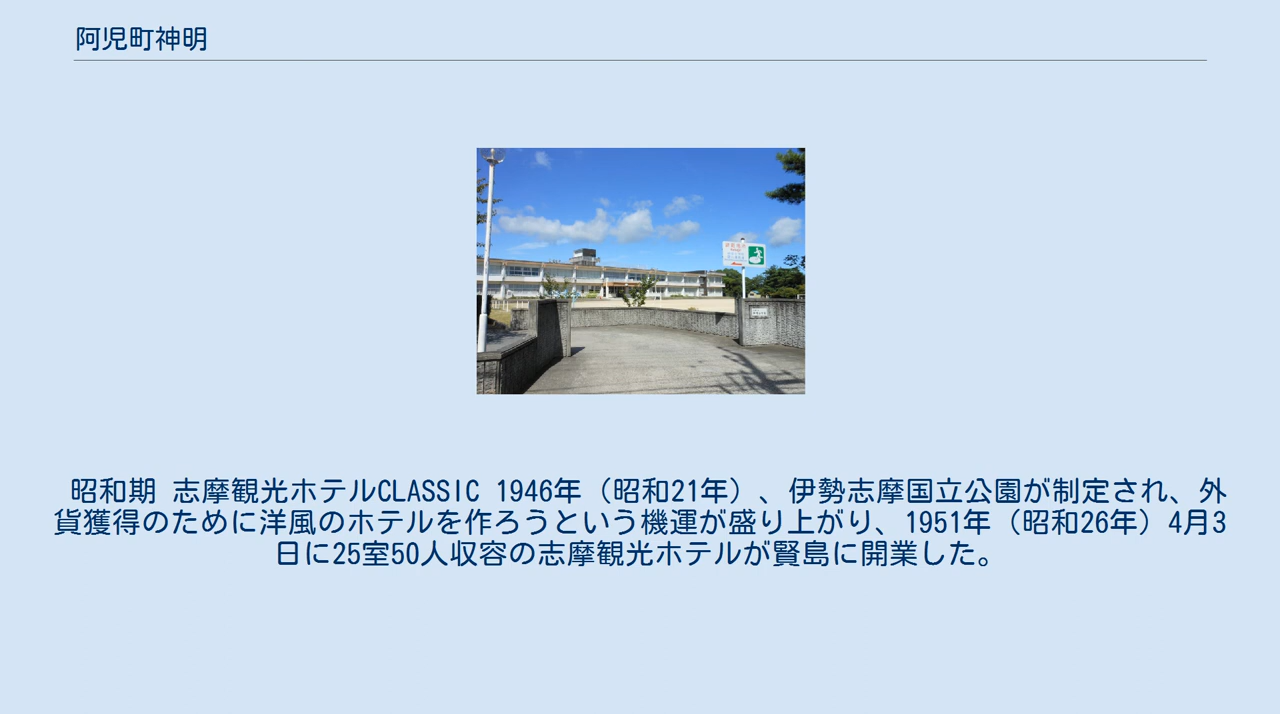 阿児町神明
昭和期 志摩観光ホテルCLASSIC 1946年（昭和21年）、伊勢志摩国立公園が制定され、外
貨獲得のために洋風のホテルを作ろうという機運が盛り上がり、1951年（昭和26年）4月3
日に25室50人収容の志摩観光ホテルが賢島に開業した。